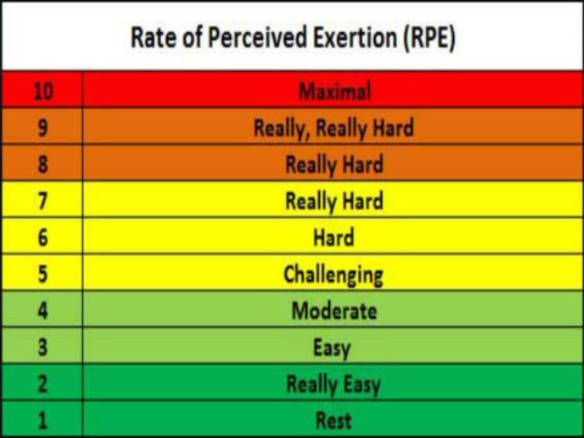 Rate of Perceived Exertion (RPE)
10 Maximal
9 Really, Really Hard
8 Really Hard
7 Really Hard
6 Hard
5 Challenging
4 Moderate
3 Easy
2 Really Easy
1 Rest